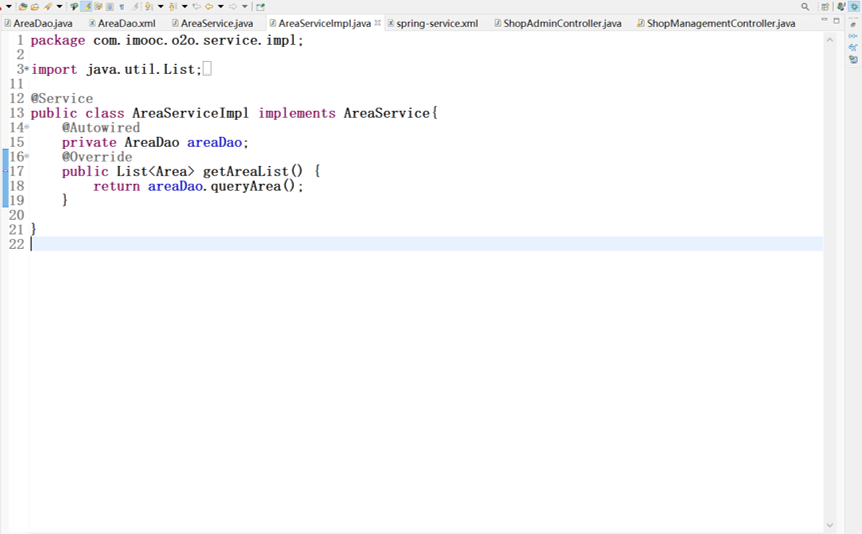 AreaDao.java AreaDao.xml AreaService.java AreaServiceImpl.java spring-service.xml ShopAdminController.java ShopManagementController.java
1 package com.imooc.o2o.service.impl;
2
3 import java.util.List;
11
12 @Service
13 public class AreaServiceImpl implements AreaService{
14 @Autowired
15 private AreaDao areaDao;
16 @Override
17 public List<Area> getAreaList() {
18 return areaDao.queryArea();
19 }
20
21 }
22